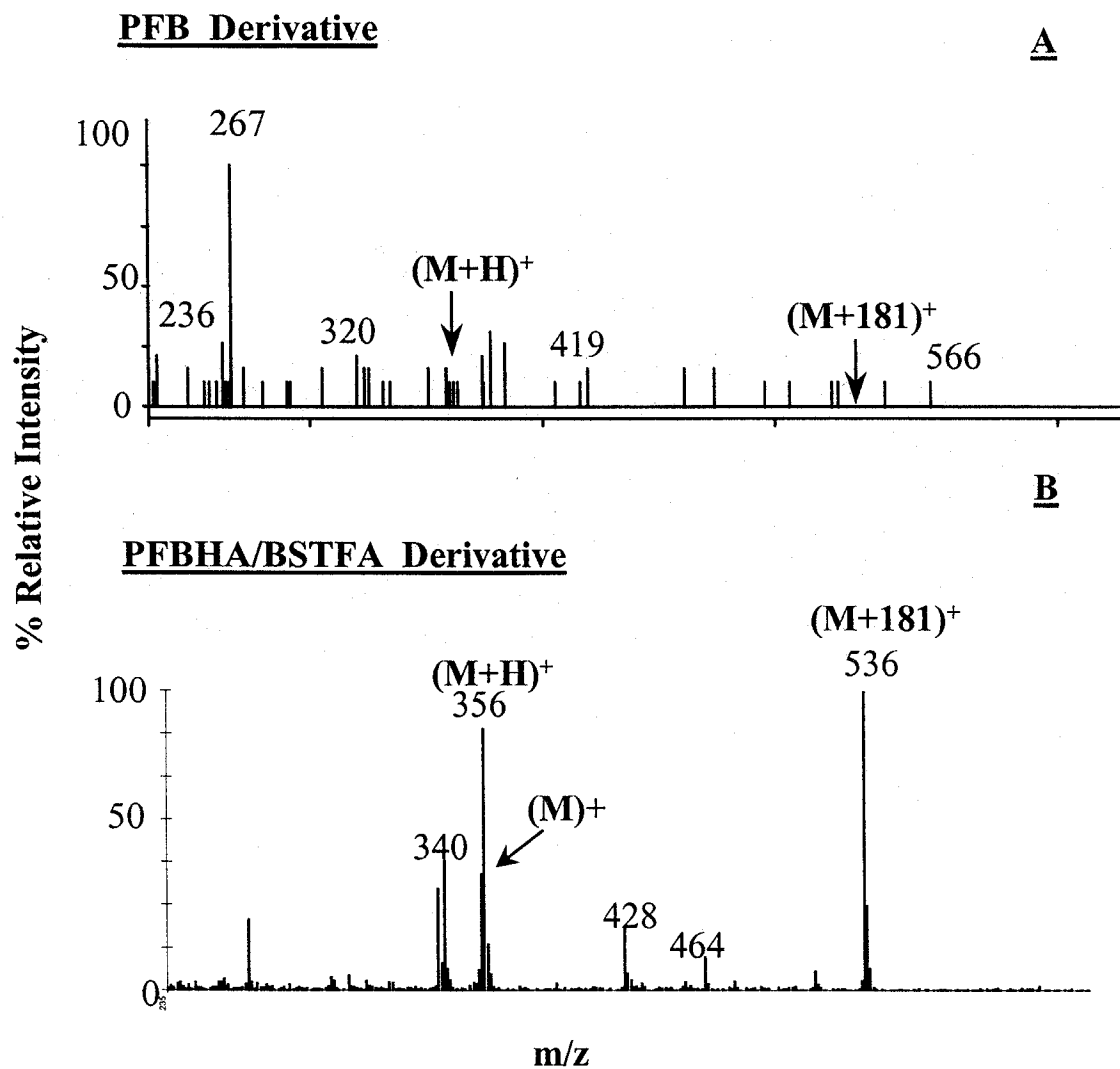 PFB Derivative
A
100
267
(M+H)+
50
236
320
(M+181)+
419
566
0
% Relative Intensity
B
PFBHA/BSTFA Derivative
(M+181)+
536
(M+H)+
356
100
(M)+
50
340
428
464
0
235
m/z